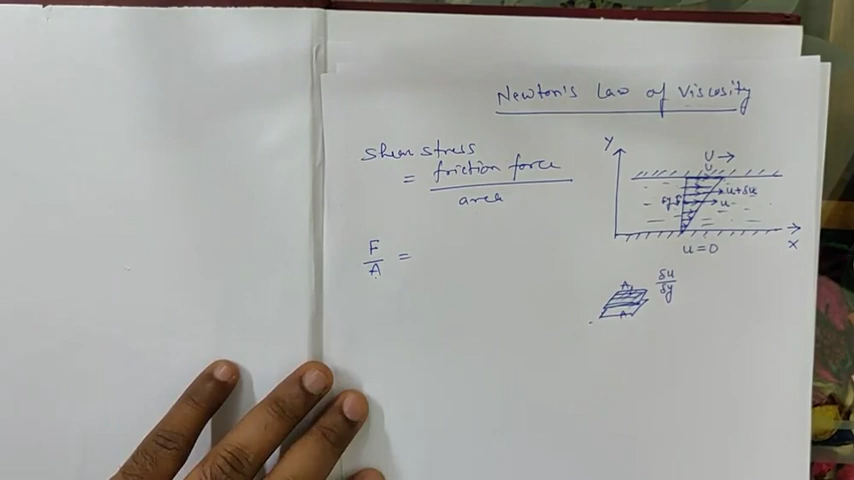 Newton's Law of Viscosity
Shear stress
= friction force
area
F
A =
Y
U →
U
u+δu
δy
u
X
u=0
δu
δy
A
A